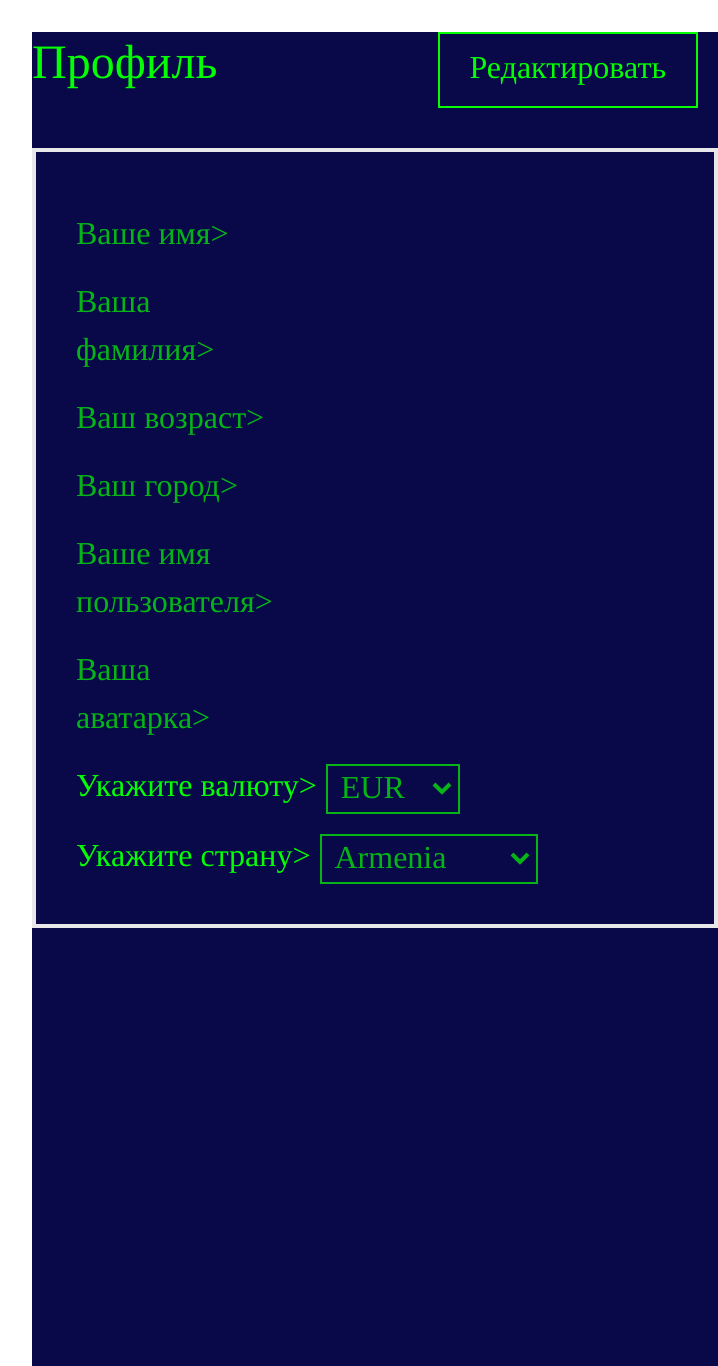 Профиль
Редактировать
Ваше имя>
Ваша
фамилия>
Ваш возраст>
Ваш город>
Ваше имя
пользователя>
Ваша
аватарка>
Укажите валюту> EUR
Укажите страну> Armenia